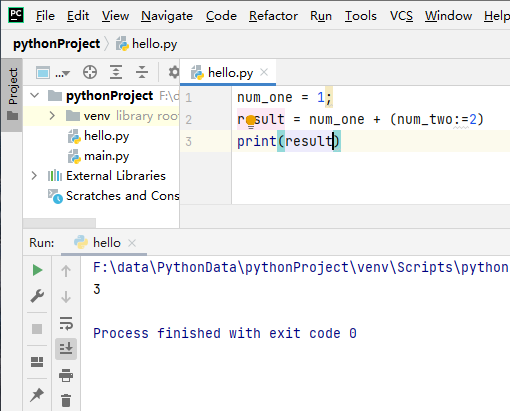 PC File Edit View Navigate Code Refactor Run Tools VCS Window
pythonProject hello.py
Project
... hello.py
pythonProject F:\d
venv library root
hello.py
main.py
External Libraries
Scratches and Cons
1 num_one = 1;
2 result = num_one + (num_two:=2)
3 print(result)
Run: hello
F:\data\PythonData\pythonProject\venv\Scripts\python
3
Process finished with exit code 0